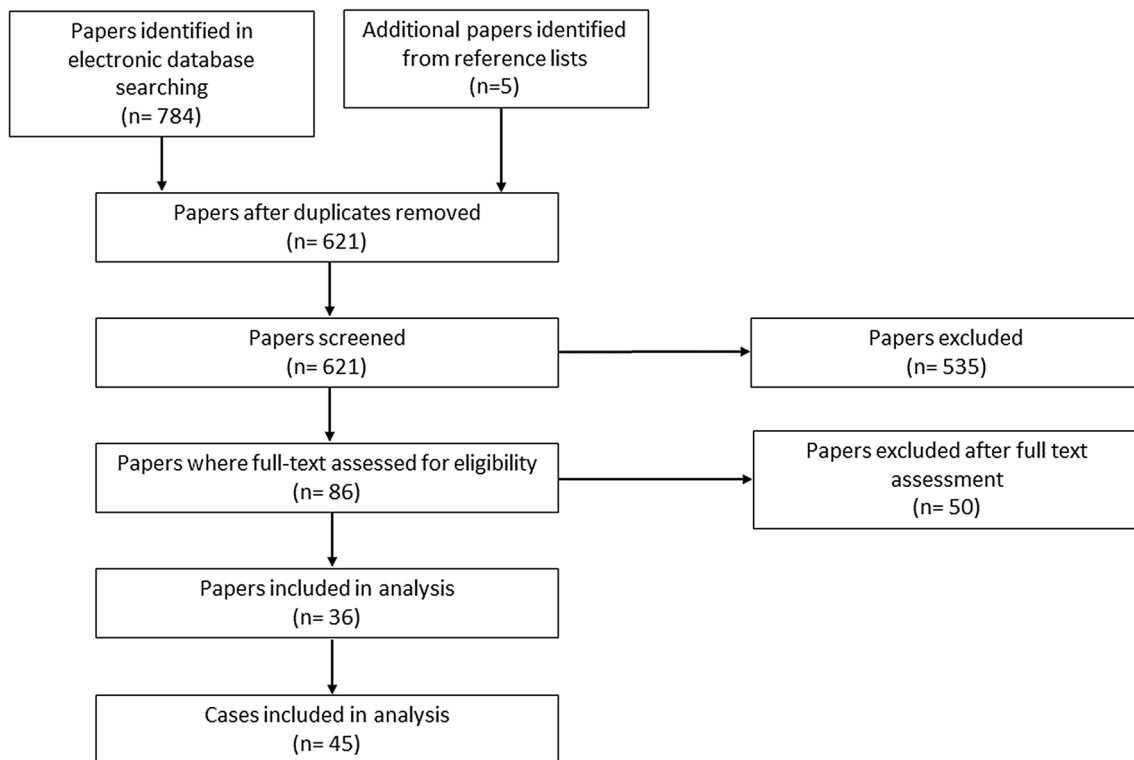 Papers identified in
electronic database
searching
(n= 784)
Additional papers identified
from reference lists
(n=5)
Papers after duplicates removed
(n= 621)
Papers screened
(n= 621)
Papers excluded
(n= 535)
Papers where full-text assessed for eligibility
(n= 86)
Papers excluded after full text
assessment
(n= 50)
Papers included in analysis
(n= 36)
Cases included in analysis
(n= 45)